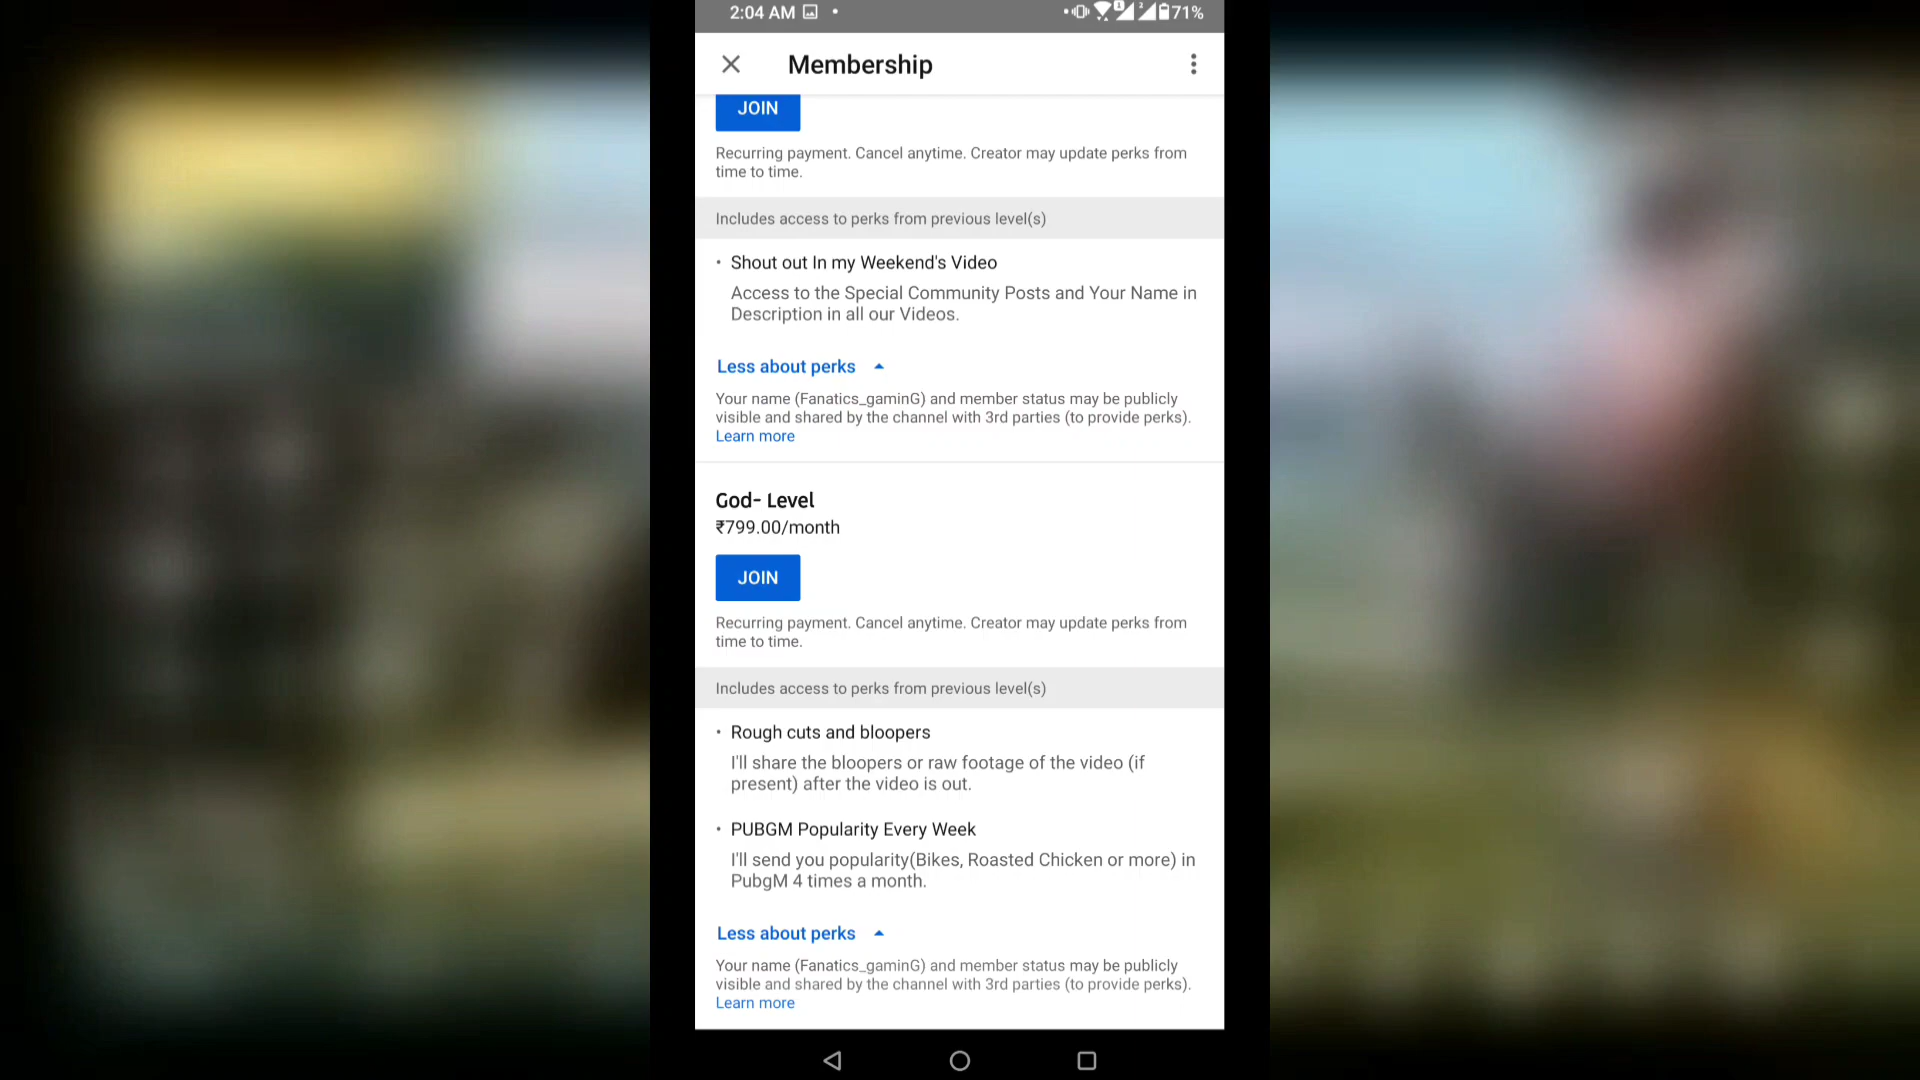 2:04 AM
71%
Membership
JOIN
Recurring payment. Cancel anytime. Creator may update perks from
time to time.
Includes access to perks from previous level(s)
• Shout out In my Weekend's Video
Access to the Special Community Posts and Your Name in
Description in all our Videos.
Less about perks
Your name (Fanatics_gaminG) and member status may be publicly
visible and shared by the channel with 3rd parties (to provide perks).
Learn more
God- Level
₹799.00/month
JOIN
Recurring payment. Cancel anytime. Creator may update perks from
time to time.
Includes access to perks from previous level(s)
• Rough cuts and bloopers
I'll share the bloopers or raw footage of the video (if
present) after the video is out.
• PUBGM Popularity Every Week
I'll send you popularity(Bikes, Roasted Chicken or more) in
PubgM 4 times a month.
Less about perks
Your name (Fanatics_gaminG) and member status may be publicly
visible and shared by the channel with 3rd parties (to provide perks).
Learn more